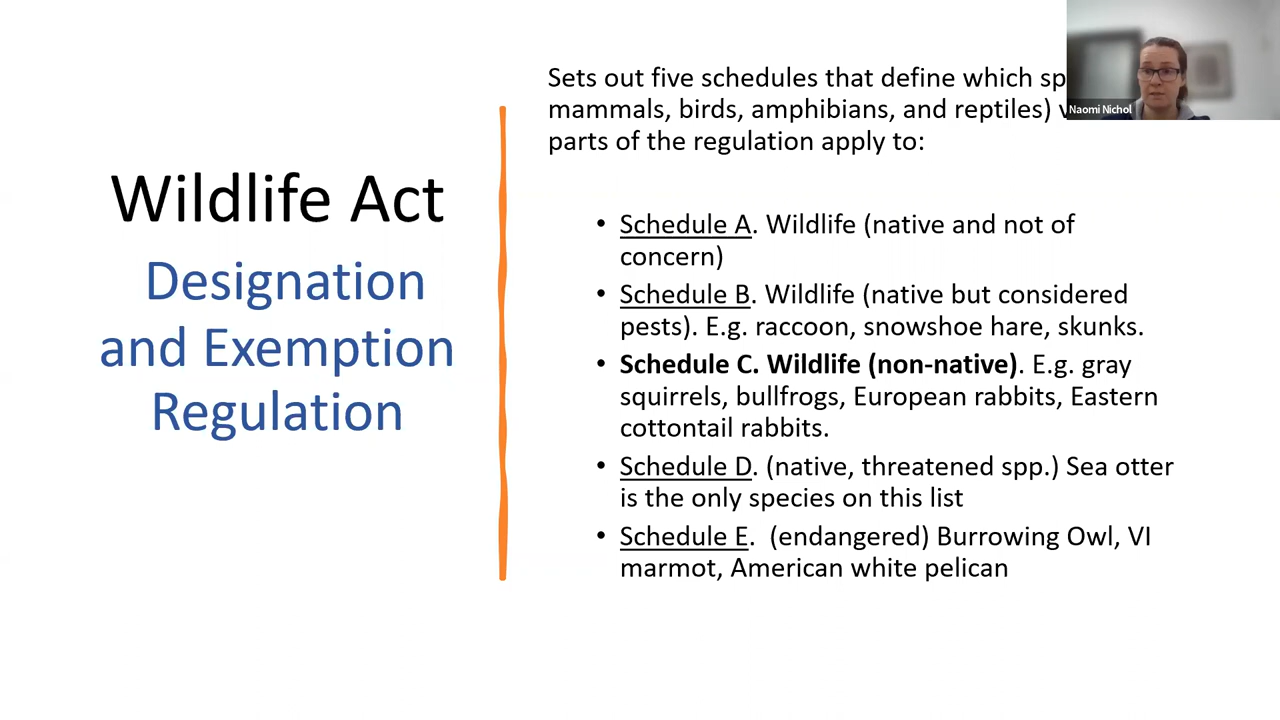 Wildlife Act
Designation
and Exemption
Regulation
Sets out five schedules that define which
mammals, birds, amphibians, and reptiles)
parts of the regulation apply to:
• Schedule A. Wildlife (native and not of
concern)
• Schedule B. Wildlife (native but considered
pests). E.g. raccoon, snowshoe hare, skunks.
• Schedule C. Wildlife (non-native). E.g. gray
squirrels, bullfrogs, European rabbits, Eastern
cottontail rabbits.
• Schedule D. (native, threatened spp.) Sea otter
is the only species on this list
• Schedule E. (endangered) Burrowing Owl, VI
marmot, American white pelican
Naomi Nichol